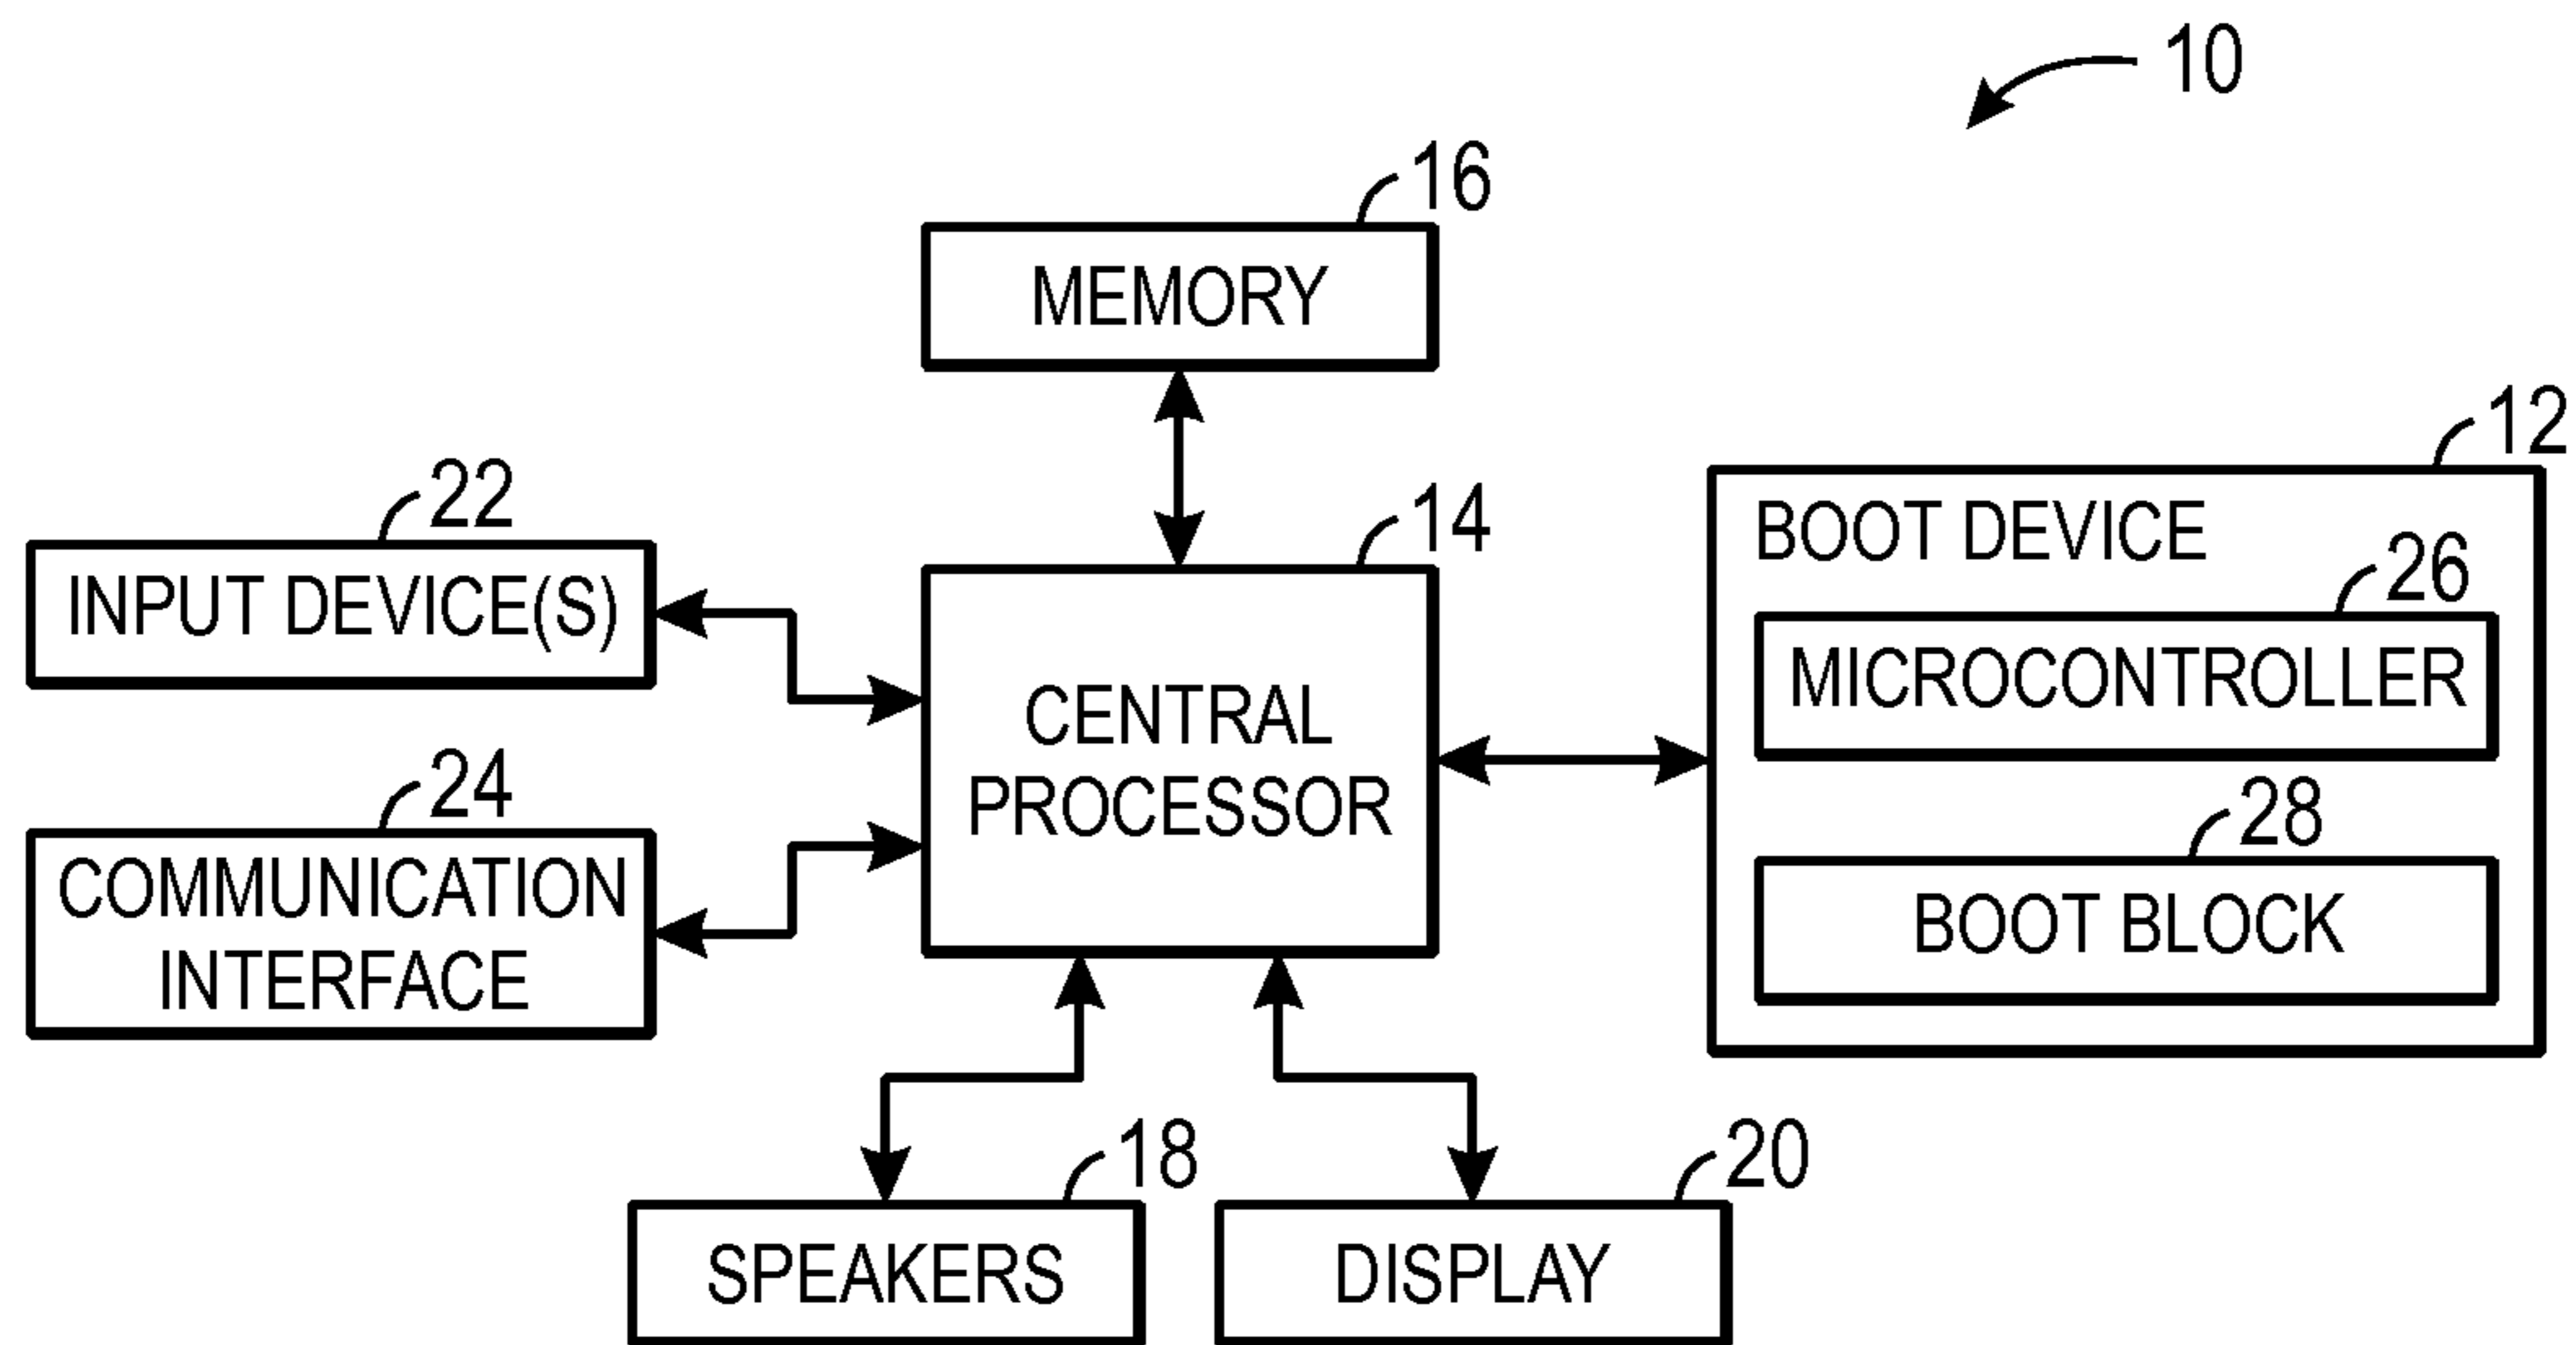 10
16
MEMORY
12
BOOT DEVICE
22
INPUT DEVICE(S)
14
CENTRAL
PROCESSOR
26
MICROCONTROLLER
24
COMMUNICATION
INTERFACE
28
BOOT BLOCK
18
SPEAKERS
20
DISPLAY